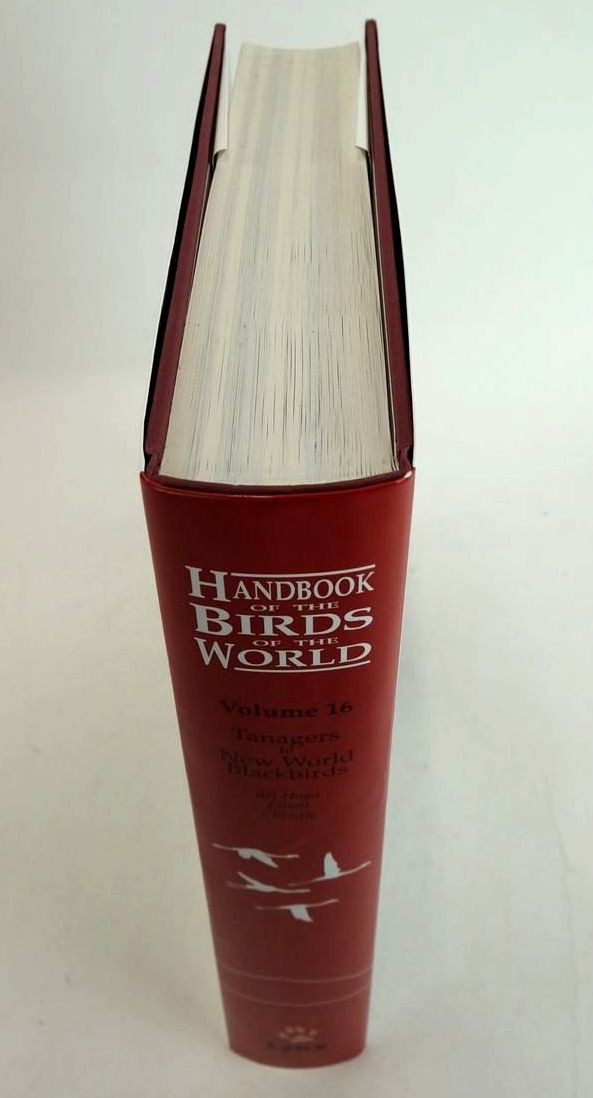 HANDBOOK
OF THE
BIRDS
OF THE
WORLD
Volume 16
Tanagers
to
New World
Blackbirds
del Hoyo
Elliott
Christie
Lynx